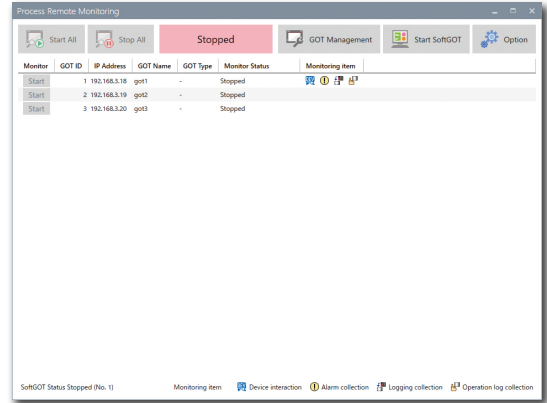 Process Remote Monitoring
Start All Stop All Stopped GOT Management Start SoftGOT Option
Monitor GOT ID IP Address GOT Name GOT Type Monitor Status Monitoring item
Start 1 192.168.3.18 got1 - Stopped
Start 2 192.168.3.19 got2 - Stopped
Start 3 192.168.3.20 got3 - Stopped
SoftGOT Status Stopped (No. 1) Monitoring item Device interaction Alarm collection Logging collection Operation log collection